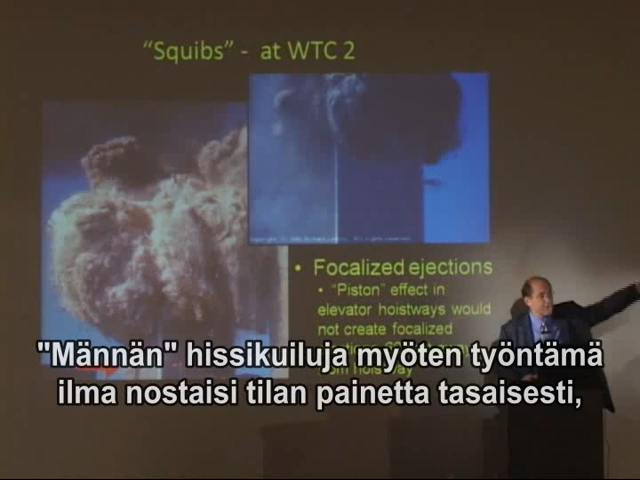 “Squibs” - at WTC 2
• Focalized ejections
• “Piston” effect in
elevator hoistways would
not create focalized
"Männän" hissikuiluja myöten työntämä
ilma nostaisi tilan painetta tasaisesti,